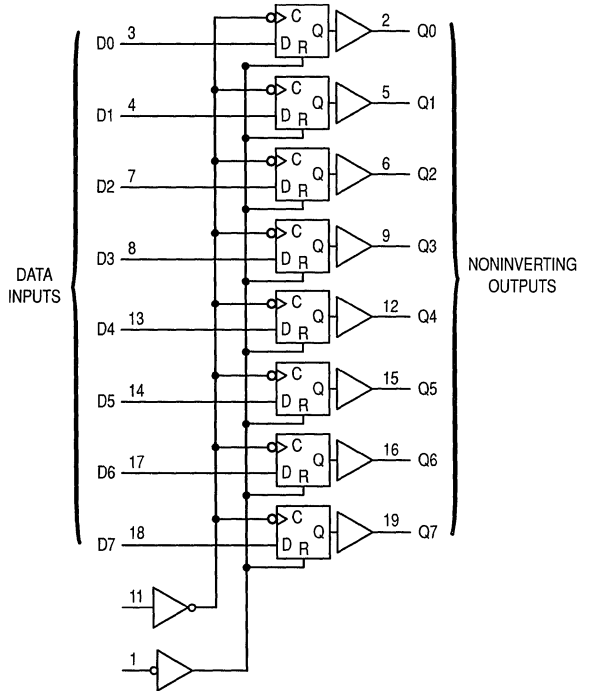 C
Q
2
Q0
D0
3
D
R
C
Q
5
Q1
D1
4
D
R
C
Q
6
Q2
D2
7
D
R
C
Q
9
Q3
D3
8
D
R
DATA
INPUTS
NONINVERTING
OUTPUTS
C
Q
12
Q4
D4
13
D
R
C
Q
15
Q5
D5
14
D
R
C
Q
16
Q6
D6
17
D
R
C
Q
19
Q7
D7
18
D
R
11
1